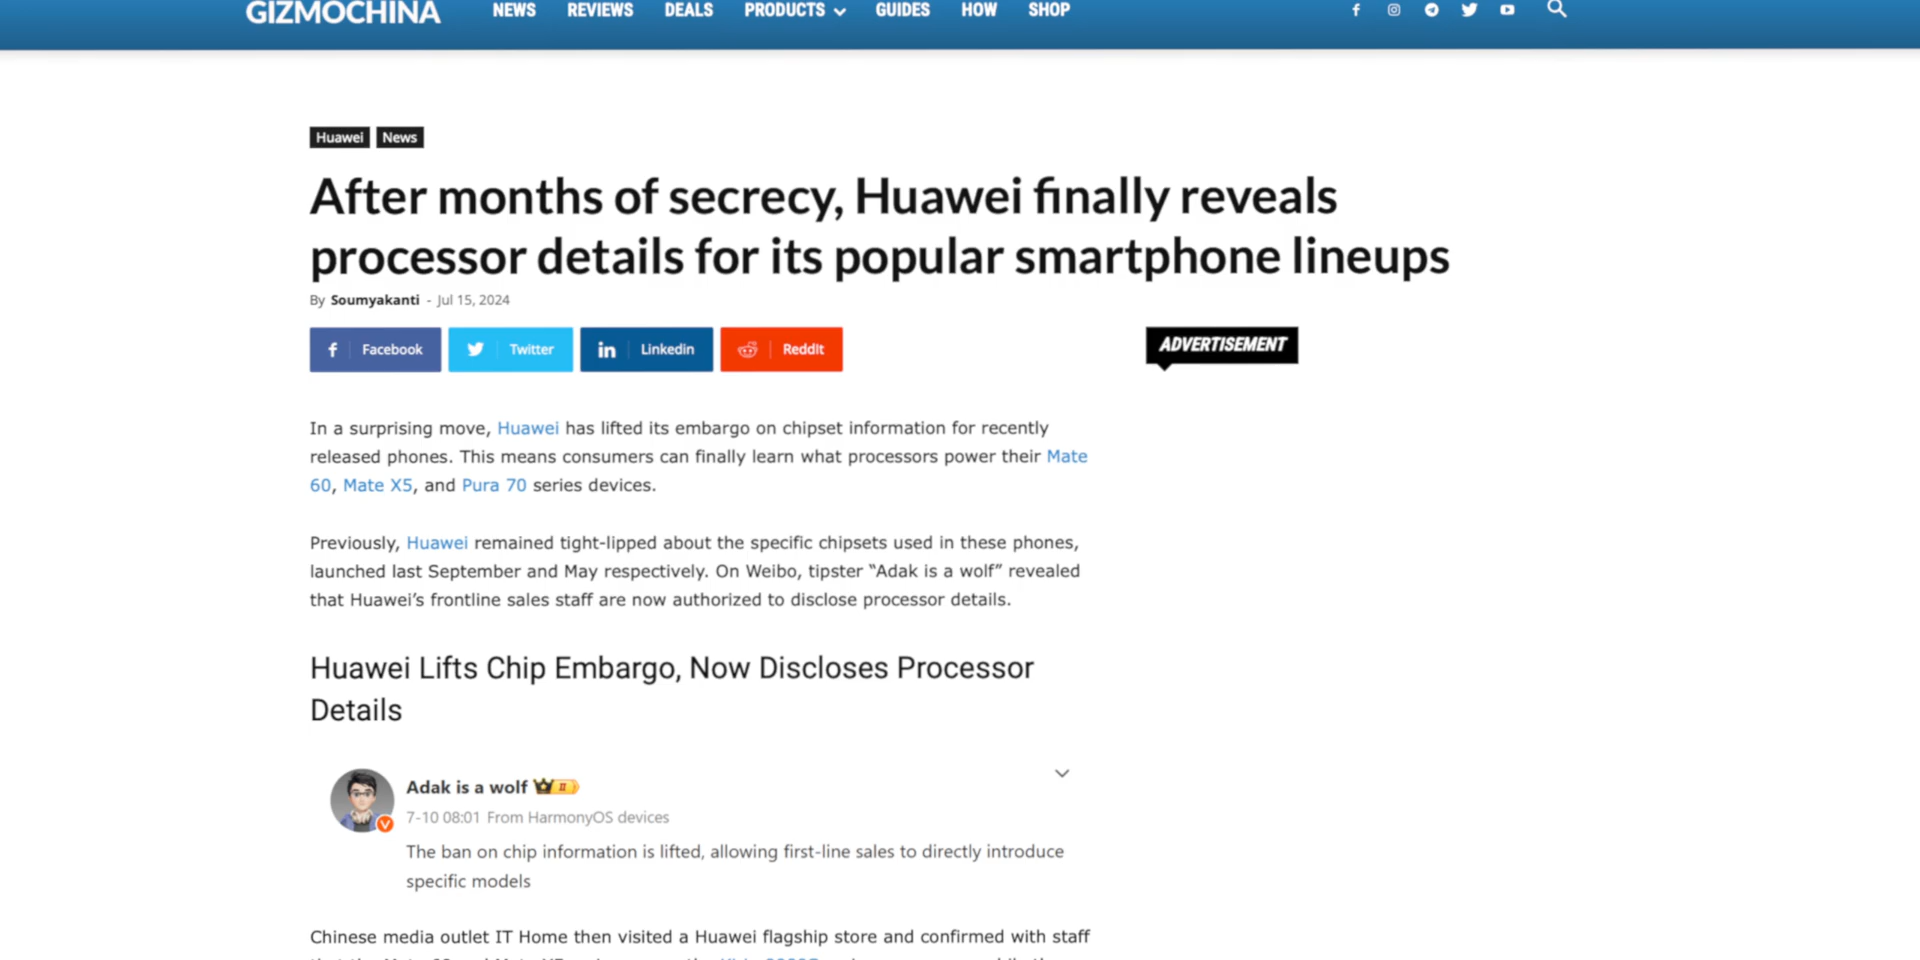 GIZMOCHINA
NEWS REVIEWS DEALS PRODUCTS GUIDES HOW SHOP
Huawei News
After months of secrecy, Huawei finally reveals
processor details for its popular smartphone lineups
By Soumyakanti - Jul 15, 2024
Facebook Twitter Linkedin ReddIt
ADVERTISEMENT
In a surprising move, Huawei has lifted its embargo on chipset information for recently
released phones. This means consumers can finally learn what processors power their Mate
60, Mate X5, and Pura 70 series devices.
Previously, Huawei remained tight-lipped about the specific chipsets used in these phones,
launched last September and May respectively. On Weibo, tipster “Adak is a wolf” revealed
that Huawei’s frontline sales staff are now authorized to disclose processor details.
Huawei Lifts Chip Embargo, Now Discloses Processor
Details
Adak is a wolf II
7-10 08:01 From HarmonyOS devices
The ban on chip information is lifted, allowing first-line sales to directly introduce
specific models
Chinese media outlet IT Home then visited a Huawei flagship store and confirmed with staff